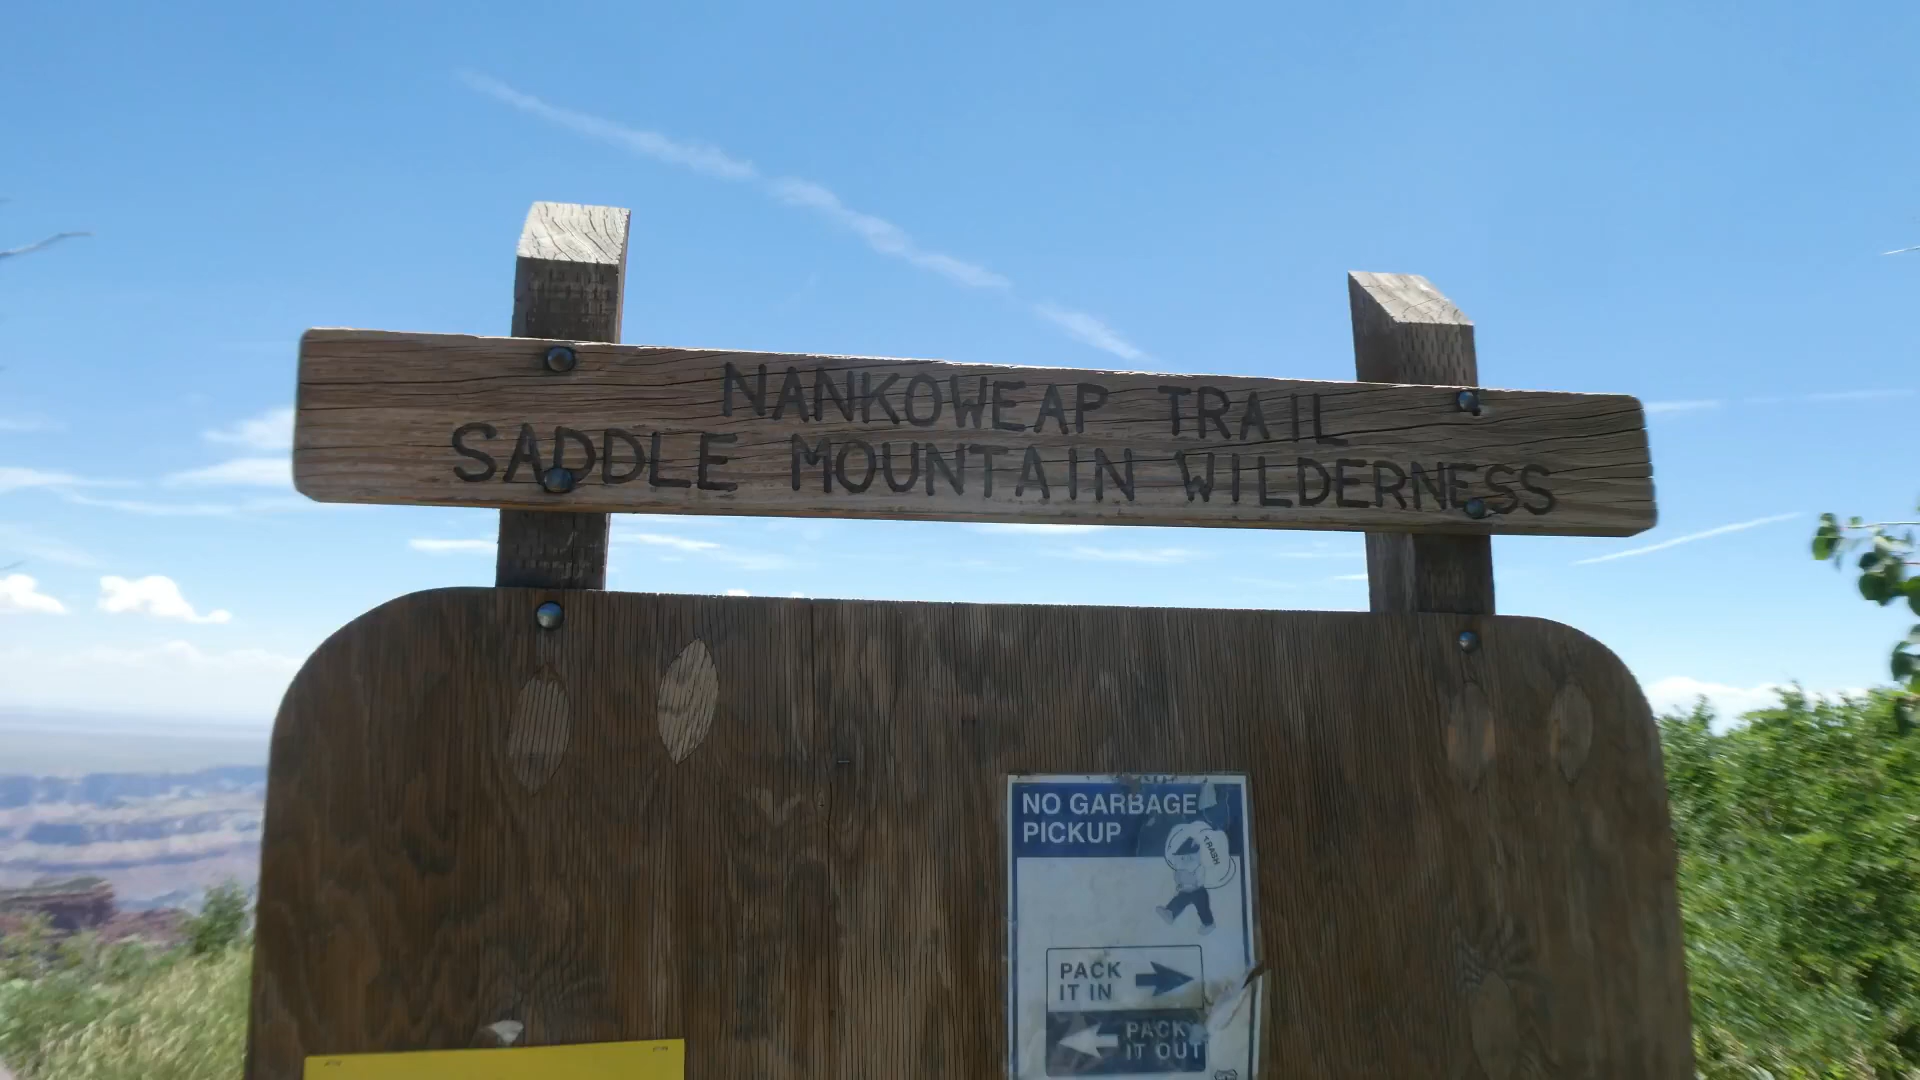 NANKOWEAP TRAIL
SADDLE MOUNTAIN WILDERNESS
NO GARBAGE
PICKUP
TRASH
PACK
IT IN
PACK
IT OUT